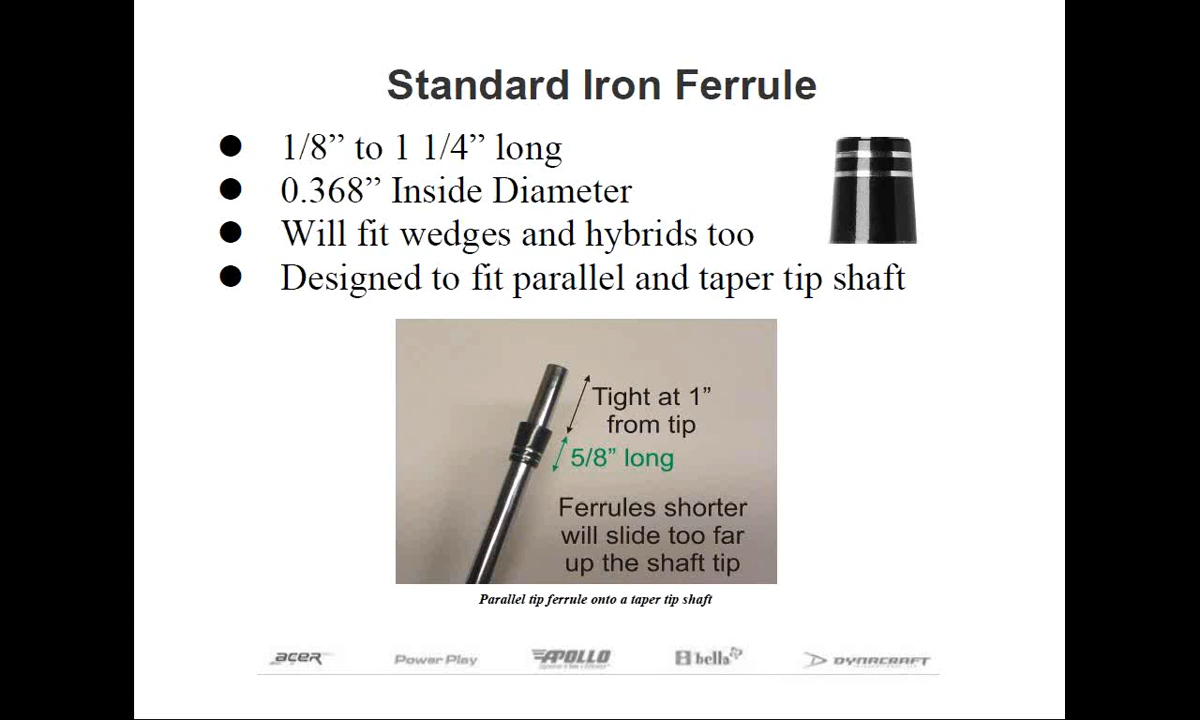 Standard Iron Ferrule
● 1/8” to 1 1/4” long
● 0.368” Inside Diameter
● Will fit wedges and hybrids too
● Designed to fit parallel and taper tip shaft
Tight at 1”
from tip
5/8” long
Ferrules shorter
will slide too far
up the shaft tip
Parallel tip ferrule onto a taper tip shaft
acer Power Play APOLLO bella DYNACRAFT